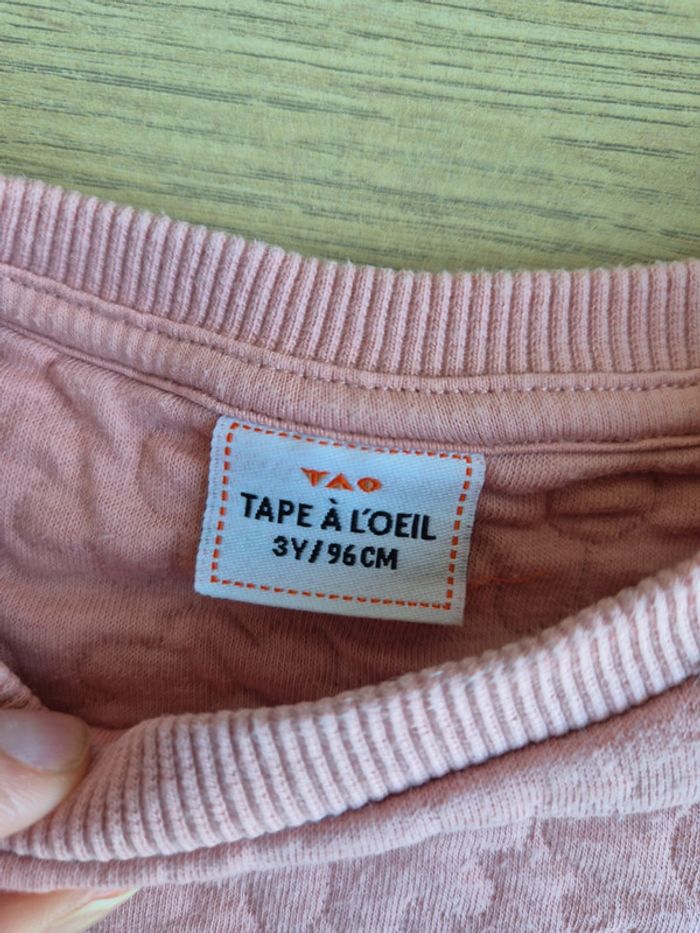 TAO
TAPE À L'OEIL
3Y/96CM